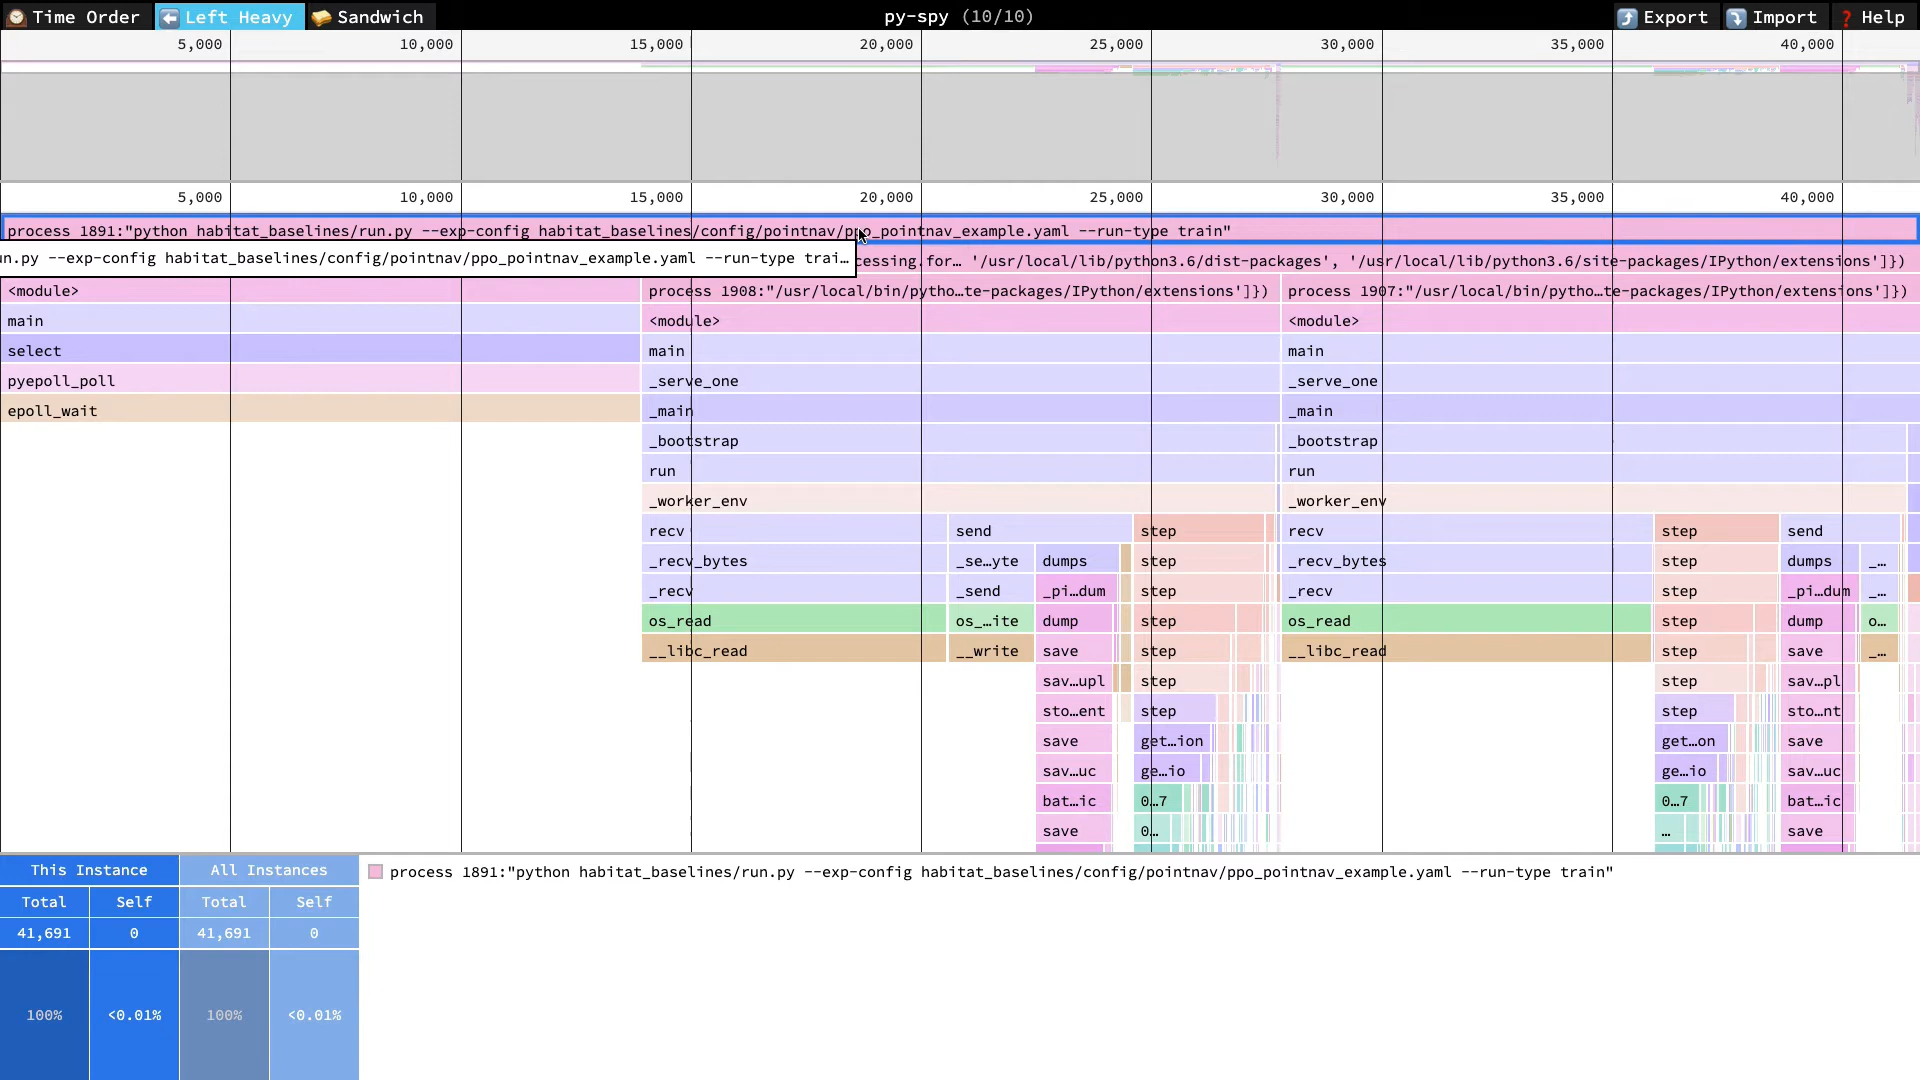 Time Order Left Heavy Sandwich py-spy (10/10) Export Import ? Help
5,000 10,000 15,000 20,000 25,000 30,000 35,000 40,000
5,000 10,000 15,000 20,000 25,000 30,000 35,000 40,000
process 1891:"python habitat_baselines/run.py --exp-config habitat_baselines/config/pointnav/ppo_pointnav_example.yaml --run-type train"
un.py --exp-config habitat_baselines/config/pointnav/ppo_pointnav_example.yaml --run-type trai… cessing.for… '/usr/local/lib/python3.6/dist-packages', '/usr/local/lib/python3.6/site-packages/IPython/extensions']})
<module> process 1908:"/usr/local/bin/pytho…te-packages/IPython/extensions']}) process 1907:"/usr/local/bin/pytho…te-packages/IPython/extensions']})
main <module> <module>
select main main
pyepoll_poll _serve_one _serve_one
epoll_wait _main _main
_bootstrap _bootstrap
run run
_worker_env _worker_env
recv send step recv step send
_recv_bytes _se…yte dumps step _recv_bytes step dumps _…
_recv _send _pi…dum step _recv step _pi…dum _…
os_read os_…ite dump step os_read step dump o…
__libc_read __write save step __libc_read step save _…
sav…upl step step sav…pl
sto…ent step step sto…nt
save get…ion get…on save
sav…uc ge…io ge…io sav…uc
bat…ic 0…7 0…7 bat…ic
save 0… … save
This Instance All Instances process 1891:"python habitat_baselines/run.py --exp-config habitat_baselines/config/pointnav/ppo_pointnav_example.yaml --run-type train"
Total Self Total Self
41,691 0 41,691 0
100% <0.01% 100% <0.01%